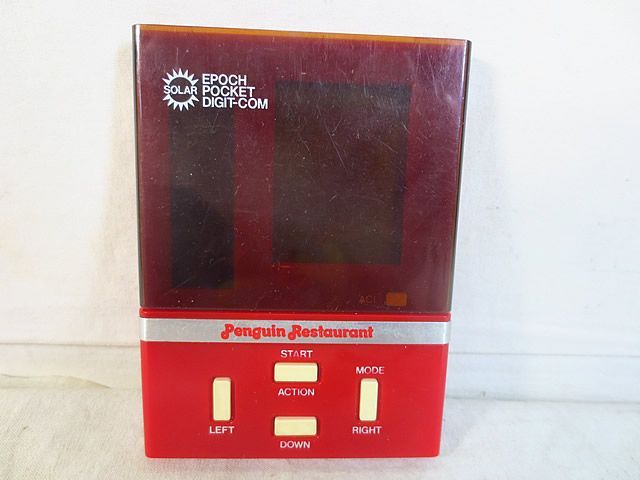 SOLAR
EPOCH
POCKET
DIGIT-COM
ACL
Penguin Restaurant
START
ACTION
MODE
LEFT
RIGHT
DOWN